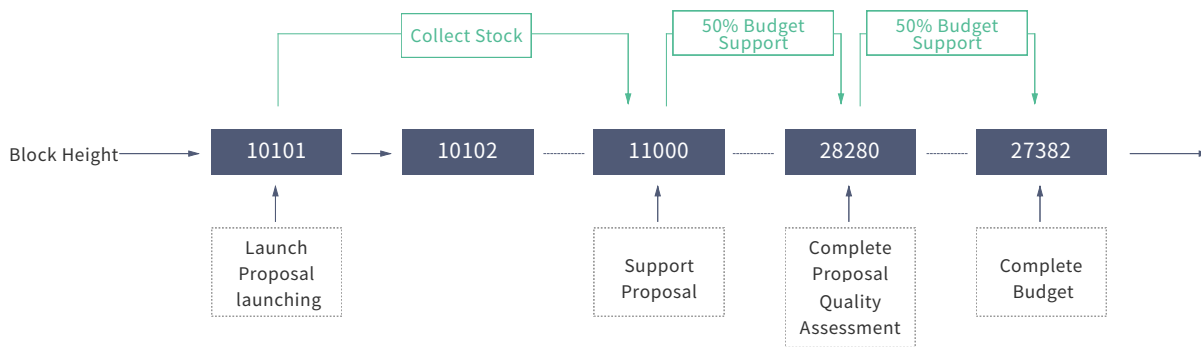 Collect Stock
50% Budget
Support
50% Budget
Support
Block Height
10101
10102
11000
28280
27382
Launch
Proposal
launching
Support
Proposal
Complete
Proposal
Quality
Assessment
Complete
Budget